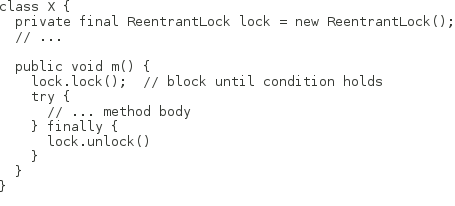 class X {
  private final ReentrantLock lock = new ReentrantLock();
  // ...

  public void m() {
    lock.lock();  // block until condition holds
    try {
      // ... method body
    } finally {
      lock.unlock()
    }
  }
}